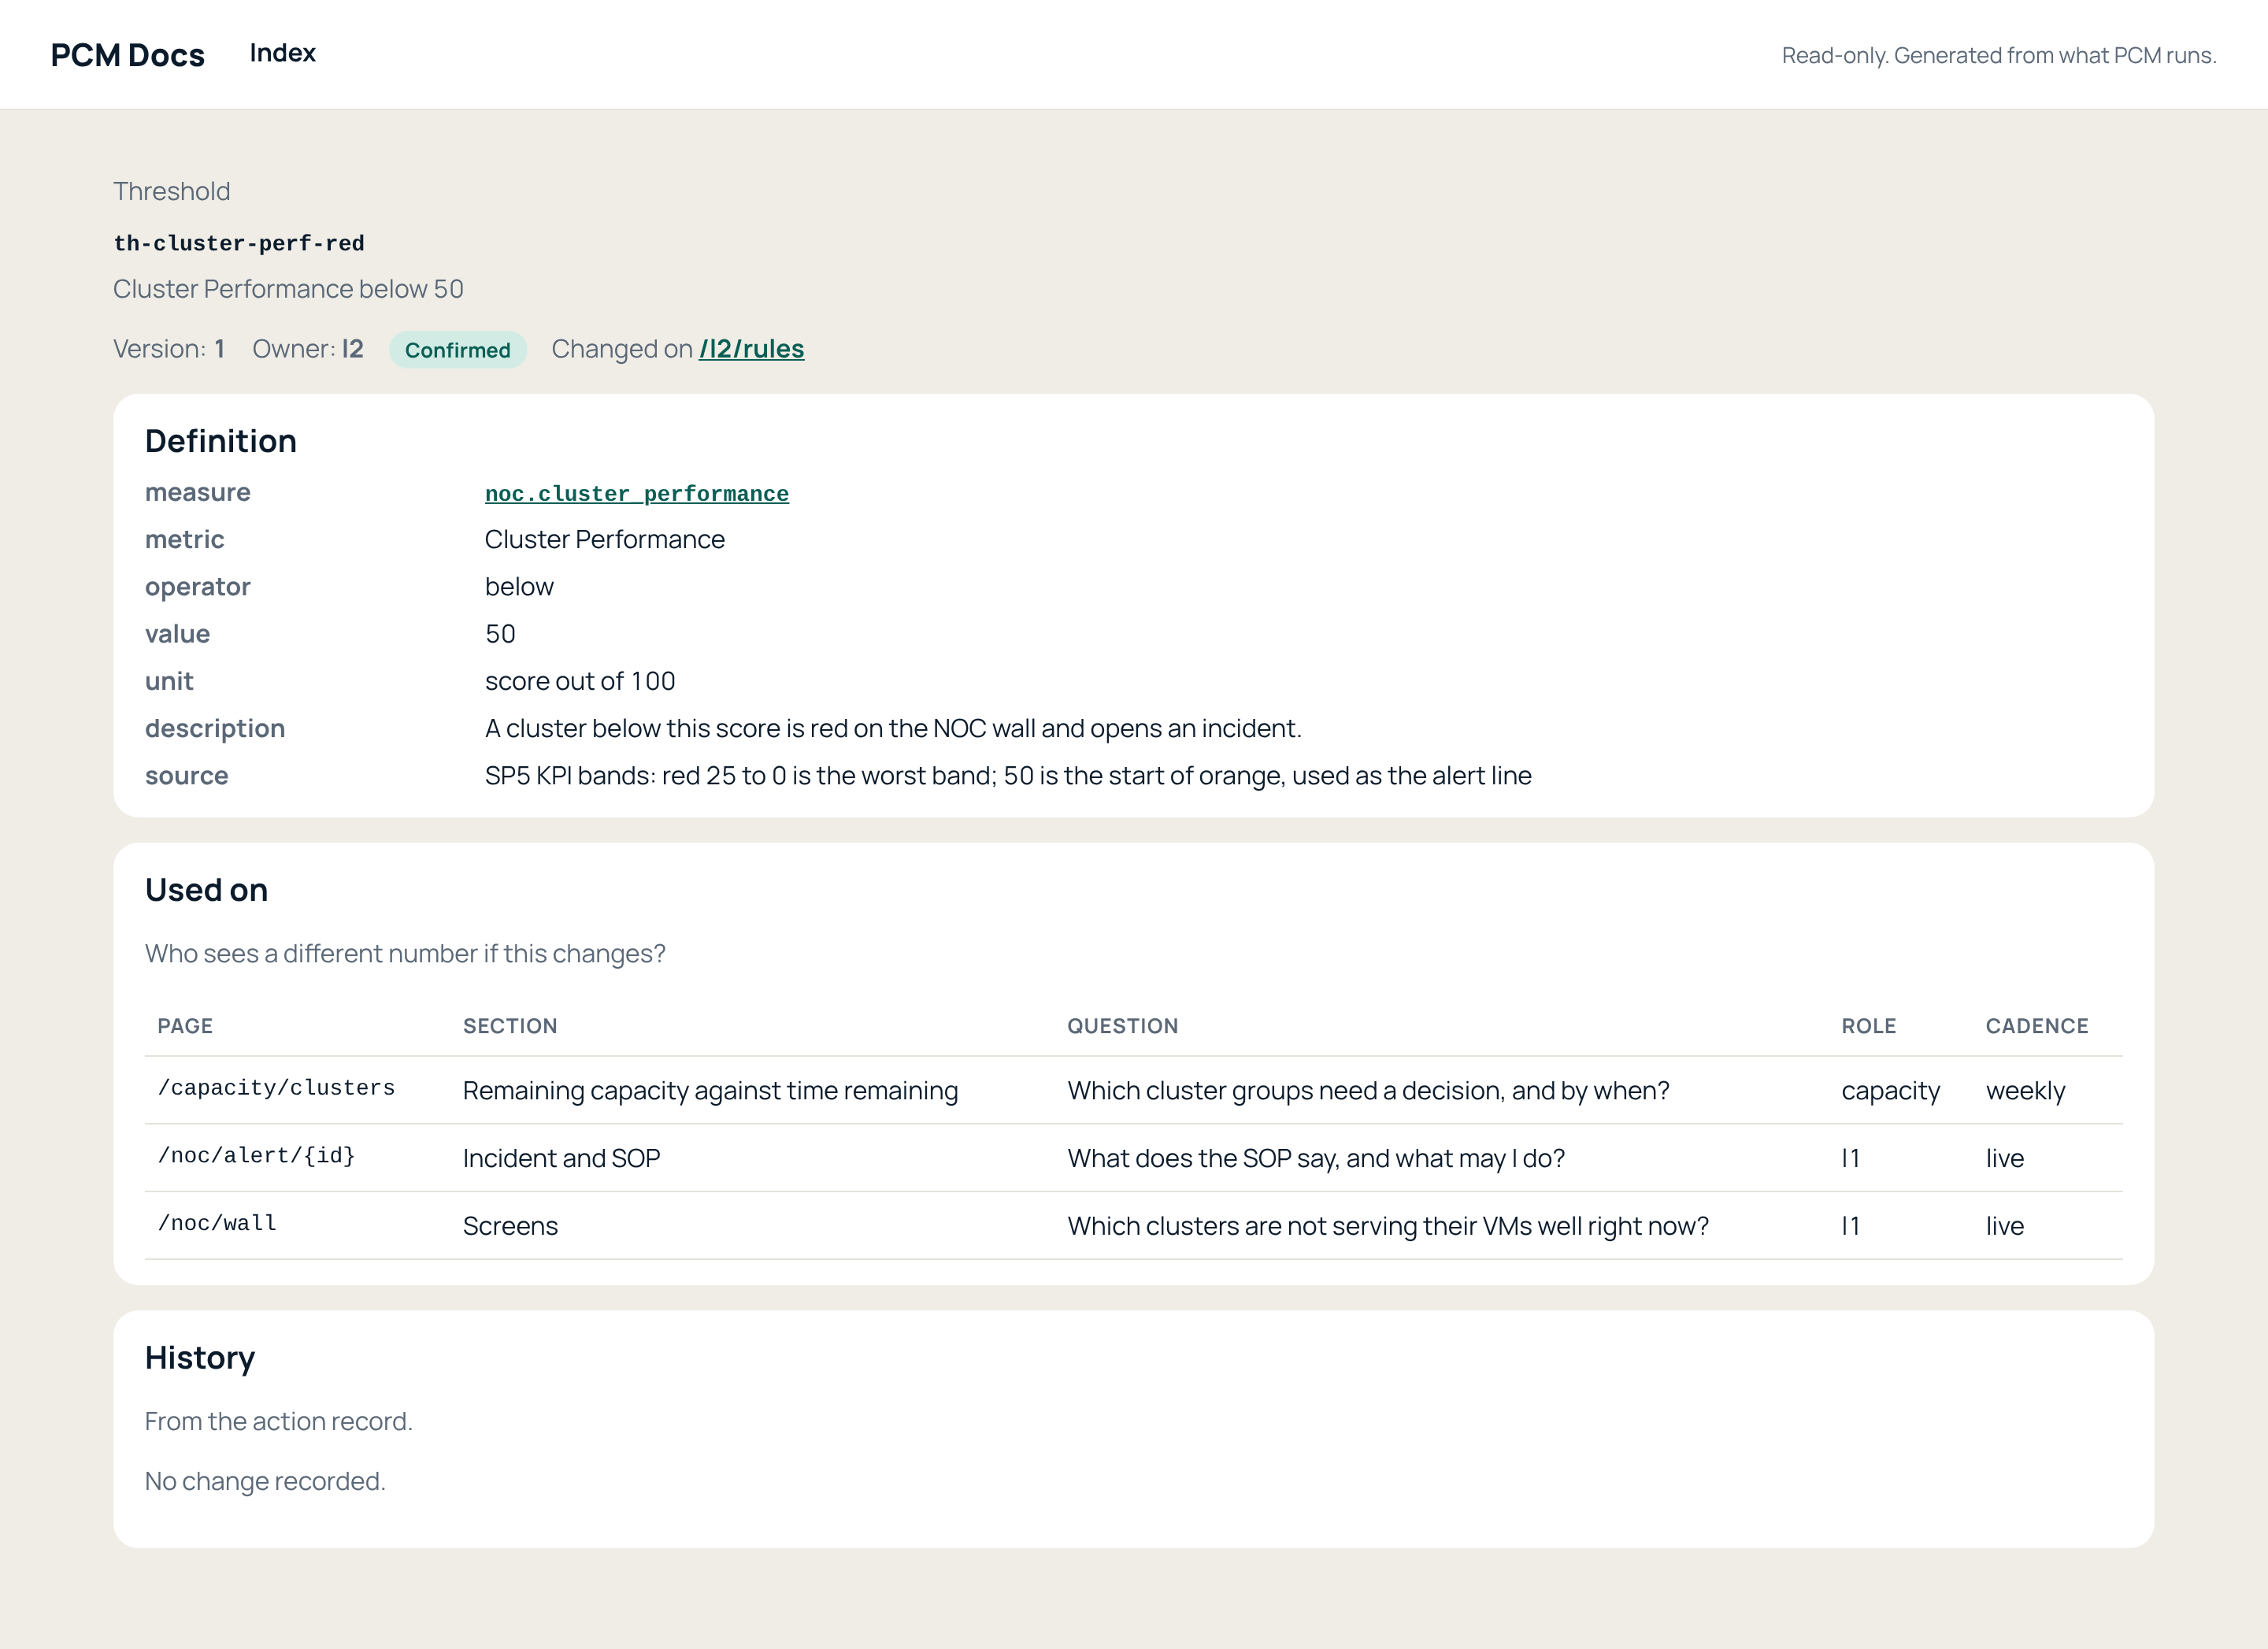 PCM Docs Index Read-only. Generated from what PCM runs.
Threshold
th-cluster-perf-red
Cluster Performance below 50
Version: 1 Owner: l2 Confirmed Changed on /l2/rules
Definition
measure noc.cluster_performance
metric Cluster Performance
operator below
value 50
unit score out of 100
description A cluster below this score is red on the NOC wall and opens an incident.
source SP5 KPI bands: red 25 to 0 is the worst band; 50 is the start of orange, used as the alert line
Used on
Who sees a different number if this changes?
PAGE SECTION QUESTION ROLE CADENCE
/capacity/clusters Remaining capacity against time remaining Which cluster groups need a decision, and by when? capacity weekly
/noc/alert/{id} Incident and SOP What does the SOP say, and what may I do? l1 live
/noc/wall Screens Which clusters are not serving their VMs well right now? l1 live
History
From the action record.
No change recorded.